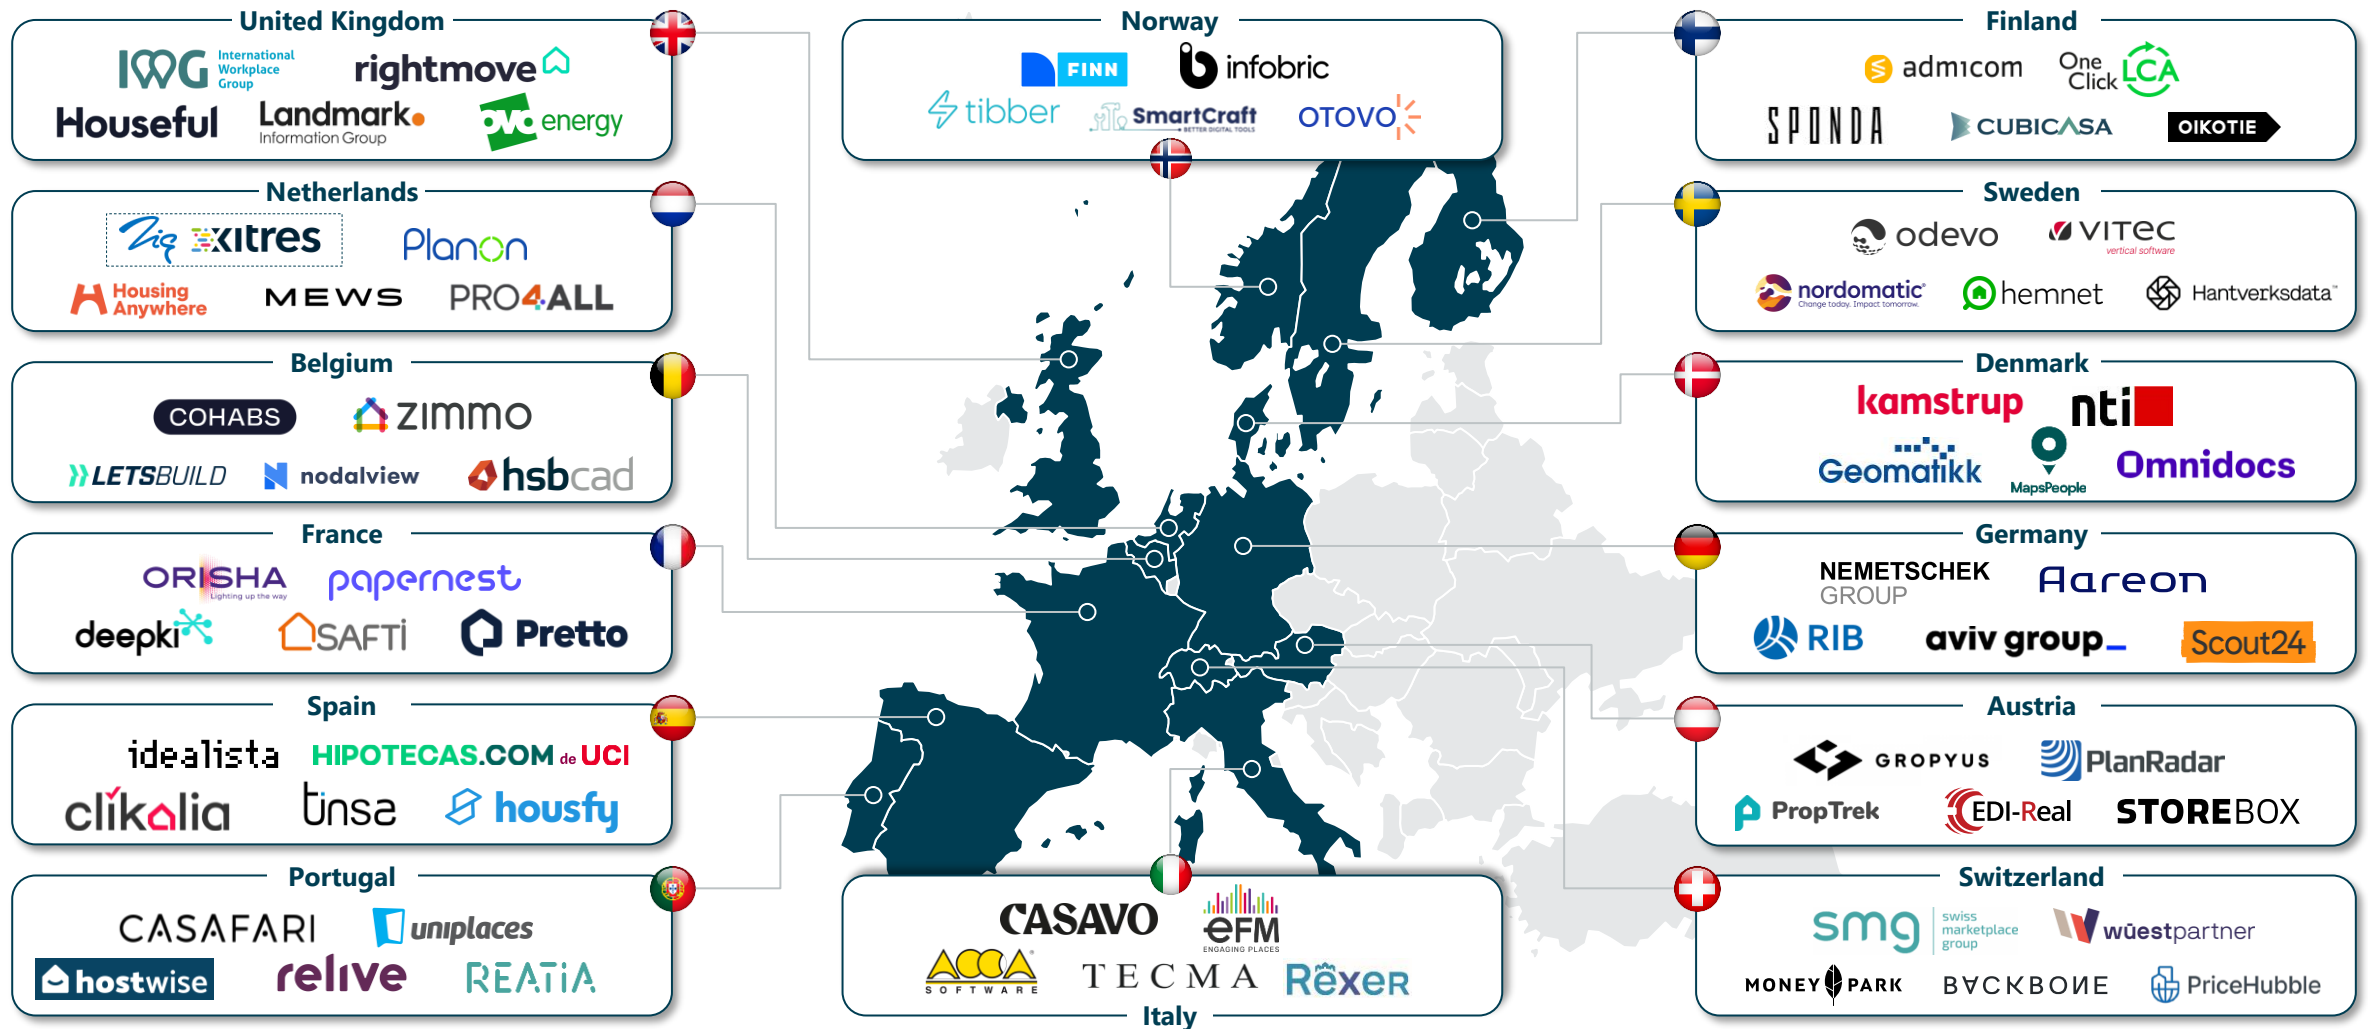 United Kingdom
IWG International Workplace Group
rightmove
Houseful
Landmark Information Group
OVO energy
Netherlands
Zig
xitres
Planon
Housing Anywhere
MEWS
PRO4ALL
Belgium
COHABS
ZIMMO
LETSBUILD
nodalview
hsbcad
France
ORISHA
Lighting up the way
papernest
deepki
SAFTI
Pretto
Spain
idealista
HIPOTECAS.COM de UCI
clikalia
tinsa
housfy
Portugal
CASAFARI
uniplaces
hostwise
relive
REATIA
Norway
FINN
infobric
tibber
SmartCraft
BETTER DIGITAL TOOLS
OTOVO
CASAVO
eFM
ENGAGING PLACES
ACCA
SOFTWARE
TECMA
Rexer
Italy
Finland
admicom
One Click LCA
SPONDA
CUBICASA
OIKOTIE
Sweden
odevo
VITEC
vertical software
nordomatic
Change today. Impact tomorrow.
hemnet
Hantverksdata
Denmark
kamstrup
nti
Geomatikk
MapsPeople
Omnidocs
Germany
NEMETSCHEK
GROUP
Aareon
RIB
aviv group_
Scout24
Austria
GROPYUS
PlanRadar
PropTrek
EDI-Real
STOREBOX
Switzerland
smg swiss marketplace group
wüestpartner
MONEY PARK
BACKBONE
PriceHubble